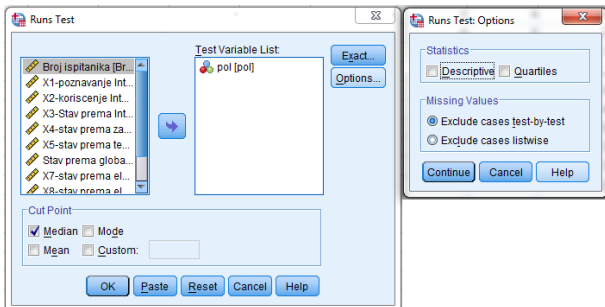 Runs Test
Broj ispitanika [Br...
X1-poznavanje Int...
X2-koriscenje Int...
X3-Stav prema Int...
X4-stav prema za...
X5-stav prema te...
Stav prema globa...
X7-stav prema el...
X8-stav prema el
Test Variable List:
pol [pol]
Exact...
Options...
Cut Point
Median Mode
Mean Custom:
OK Paste Reset Cancel Help
Runs Test: Options
Statistics
Descriptive Quartiles
Missing Values
Exclude cases test-by-test
Exclude cases listwise
Continue Cancel Help